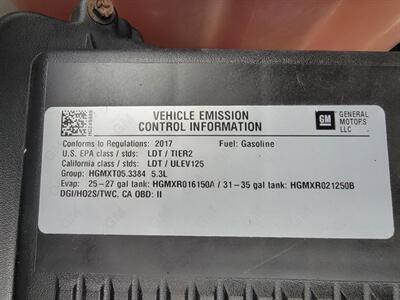 VEHICLE EMISSION
CONTROL INFORMATION
GM
GENERAL
MOTORS
LLC
Conforms to Regulations: 2017 Fuel: Gasoline
U.S. EPA class / stds: LDT / TIER2
California class / stds: LDT / ULEV125
Group: HGMXT05.3384 5.3L
Evap: 25-27 gal tank: HGMXR016150A / 31-35 gal tank: HGMXR021250B
DGI/HO2S/TWC, CA OBD: II